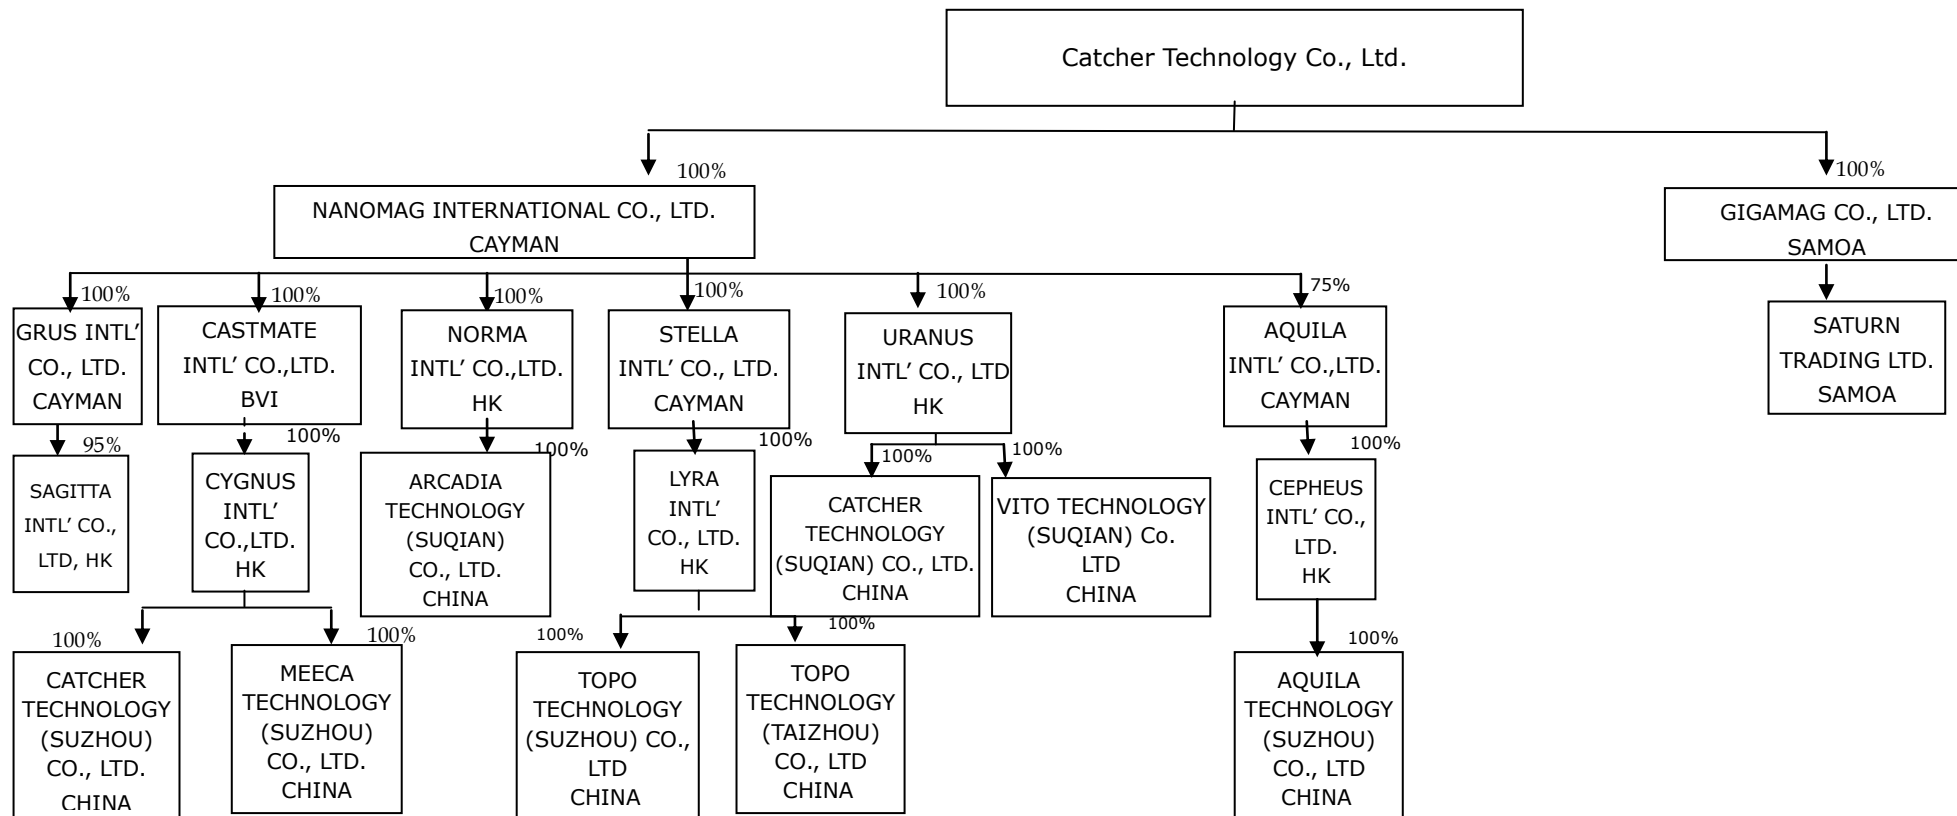 Catcher Technology Co., Ltd.
100%
100%
NANOMAG INTERNATIONAL CO., LTD.
CAYMAN
GIGAMAG CO., LTD.
SAMOA
100%
100%
100%
100%
100%
75%
GRUS INTL’
CO., LTD.
CAYMAN
CASTMATE
INTL’ CO.,LTD.
BVI
NORMA
INTL’ CO.,LTD.
HK
STELLA
INTL’ CO., LTD.
CAYMAN
URANUS
INTL’ CO., LTD
HK
AQUILA
INTL’ CO.,LTD.
CAYMAN
SATURN
TRADING LTD.
SAMOA
95%
100%
100%
100%
100%
100%
100%
SAGITTA
INTL’ CO.,
LTD, HK
CYGNUS
INTL’
CO.,LTD.
HK
ARCADIA
TECHNOLOGY
(SUQIAN)
CO., LTD.
CHINA
LYRA
INTL’
CO., LTD.
HK
CATCHER
TECHNOLOGY
(SUQIAN) CO., LTD.
CHINA
VITO TECHNOLOGY
(SUQIAN) Co.
LTD
CHINA
CEPHEUS
INTL’ CO.,
LTD.
HK
100%
100%
100%
100%
100%
CATCHER
TECHNOLOGY
(SUZHOU)
CO., LTD.
CHINA
MEECA
TECHNOLOGY
(SUZHOU)
CO., LTD.
CHINA
TOPO
TECHNOLOGY
(SUZHOU) CO.,
LTD
CHINA
TOPO
TECHNOLOGY
(TAIZHOU)
CO., LTD
CHINA
AQUILA
TECHNOLOGY
(SUZHOU)
CO., LTD
CHINA